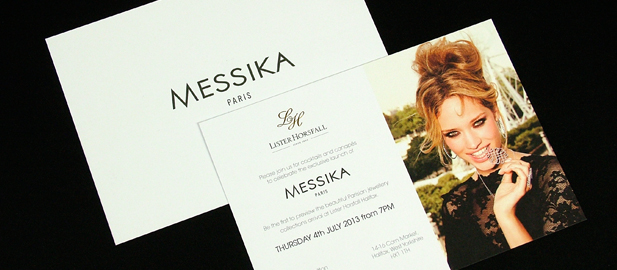 MESSIKA
PARIS
LH
LISTER HORSFALL
Please join us for cocktails and canapés
to celebrate the exclusive launch of
MESSIKA
PARIS
Be the first to preview the beautiful Parisian jewellery
collections arrival at Lister Horsfall Halifax.
THURSDAY 4th JULY 2013 from 7PM
14-16 Corn Market,
Halifax, West Yorkshire
HX1 1TH